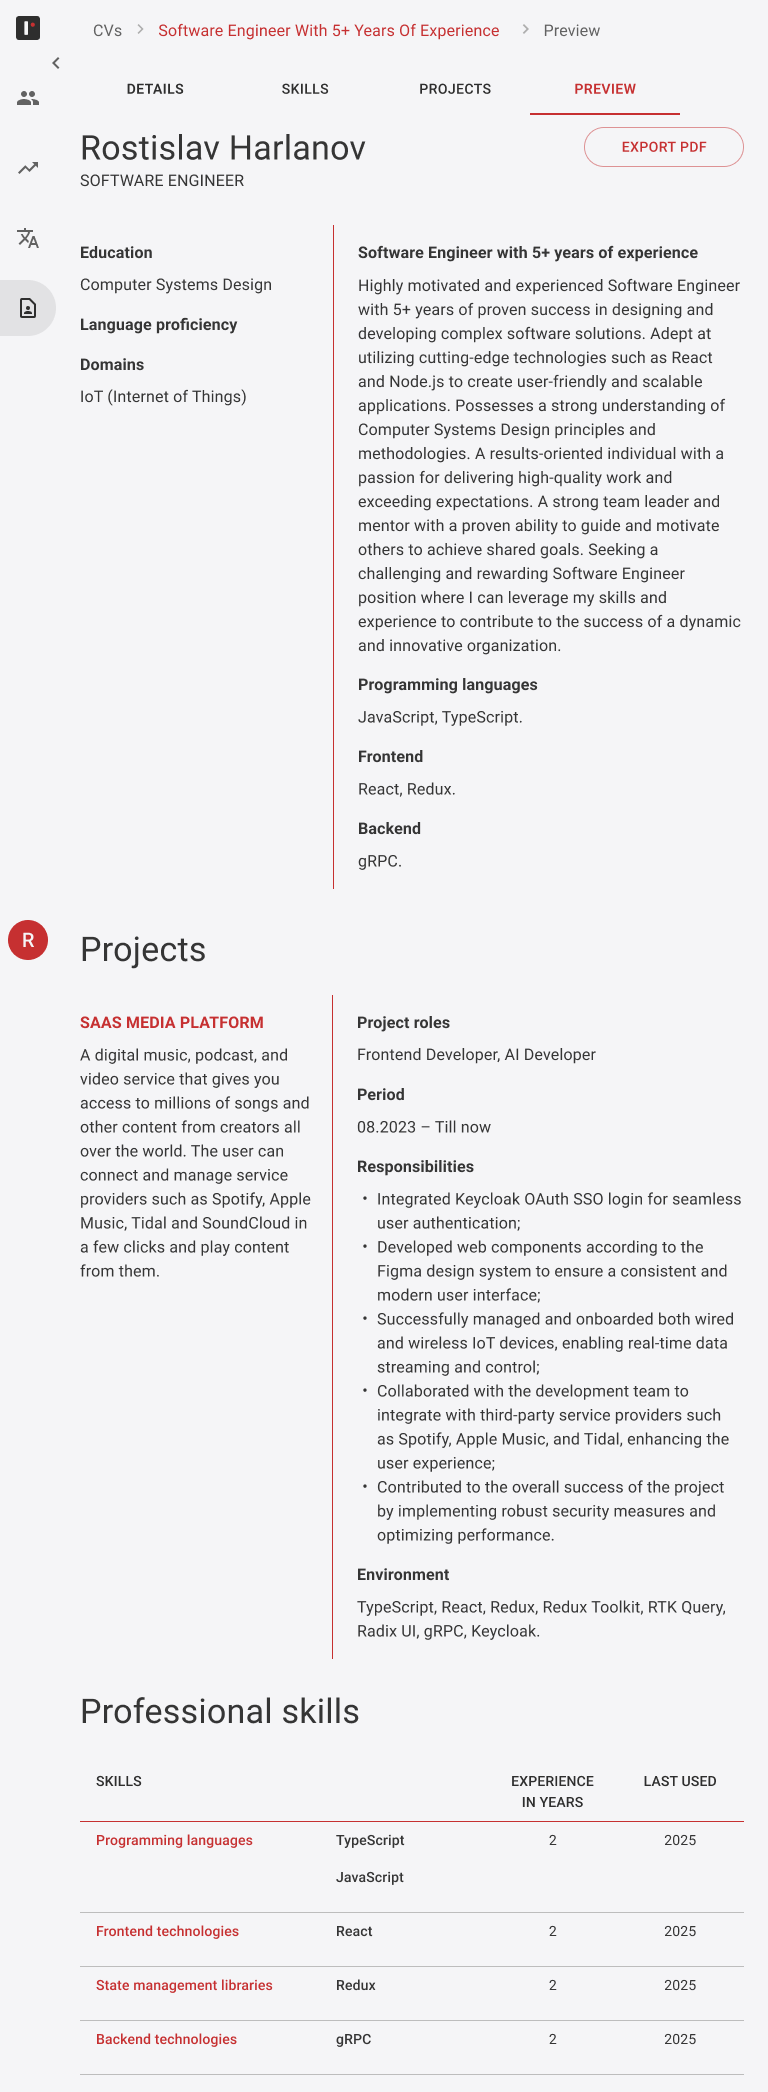 CVs
Software Engineer With 5+ Years Of Experience
Preview
DETAILS
SKILLS
PROJECTS
PREVIEW
Rostislav Harlanov
SOFTWARE ENGINEER
EXPORT PDF
Education
Computer Systems Design
Language proficiency
Domains
IoT (Internet of Things)
Software Engineer with 5+ years of experience
Highly motivated and experienced Software Engineer
with 5+ years of proven success in designing and
developing complex software solutions. Adept at
utilizing cutting-edge technologies such as React
and Node.js to create user-friendly and scalable
applications. Possesses a strong understanding of
Computer Systems Design principles and
methodologies. A results-oriented individual with a
passion for delivering high-quality work and
exceeding expectations. A strong team leader and
mentor with a proven ability to guide and motivate
others to achieve shared goals. Seeking a
challenging and rewarding Software Engineer
position where I can leverage my skills and
experience to contribute to the success of a dynamic
and innovative organization.
Programming languages
JavaScript, TypeScript.
Frontend
React, Redux.
Backend
gRPC.
R
Projects
SAAS MEDIA PLATFORM
A digital music, podcast, and
video service that gives you
access to millions of songs and
other content from creators all
over the world. The user can
connect and manage service
providers such as Spotify, Apple
Music, Tidal and SoundCloud in
a few clicks and play content
from them.
Project roles
Frontend Developer, AI Developer
Period
08.2023 – Till now
Responsibilities
• Integrated Keycloak OAuth SSO login for seamless
user authentication;
• Developed web components according to the
Figma design system to ensure a consistent and
modern user interface;
• Successfully managed and onboarded both wired
and wireless IoT devices, enabling real-time data
streaming and control;
• Collaborated with the development team to
integrate with third-party service providers such
as Spotify, Apple Music, and Tidal, enhancing the
user experience;
• Contributed to the overall success of the project
by implementing robust security measures and
optimizing performance.
Environment
TypeScript, React, Redux, Redux Toolkit, RTK Query,
Radix UI, gRPC, Keycloak.
Professional skills
SKILLS
EXPERIENCE
IN YEARS
LAST USED
Programming languages
TypeScript
2
2025
JavaScript
Frontend technologies
React
2
2025
State management libraries
Redux
2
2025
Backend technologies
gRPC
2
2025